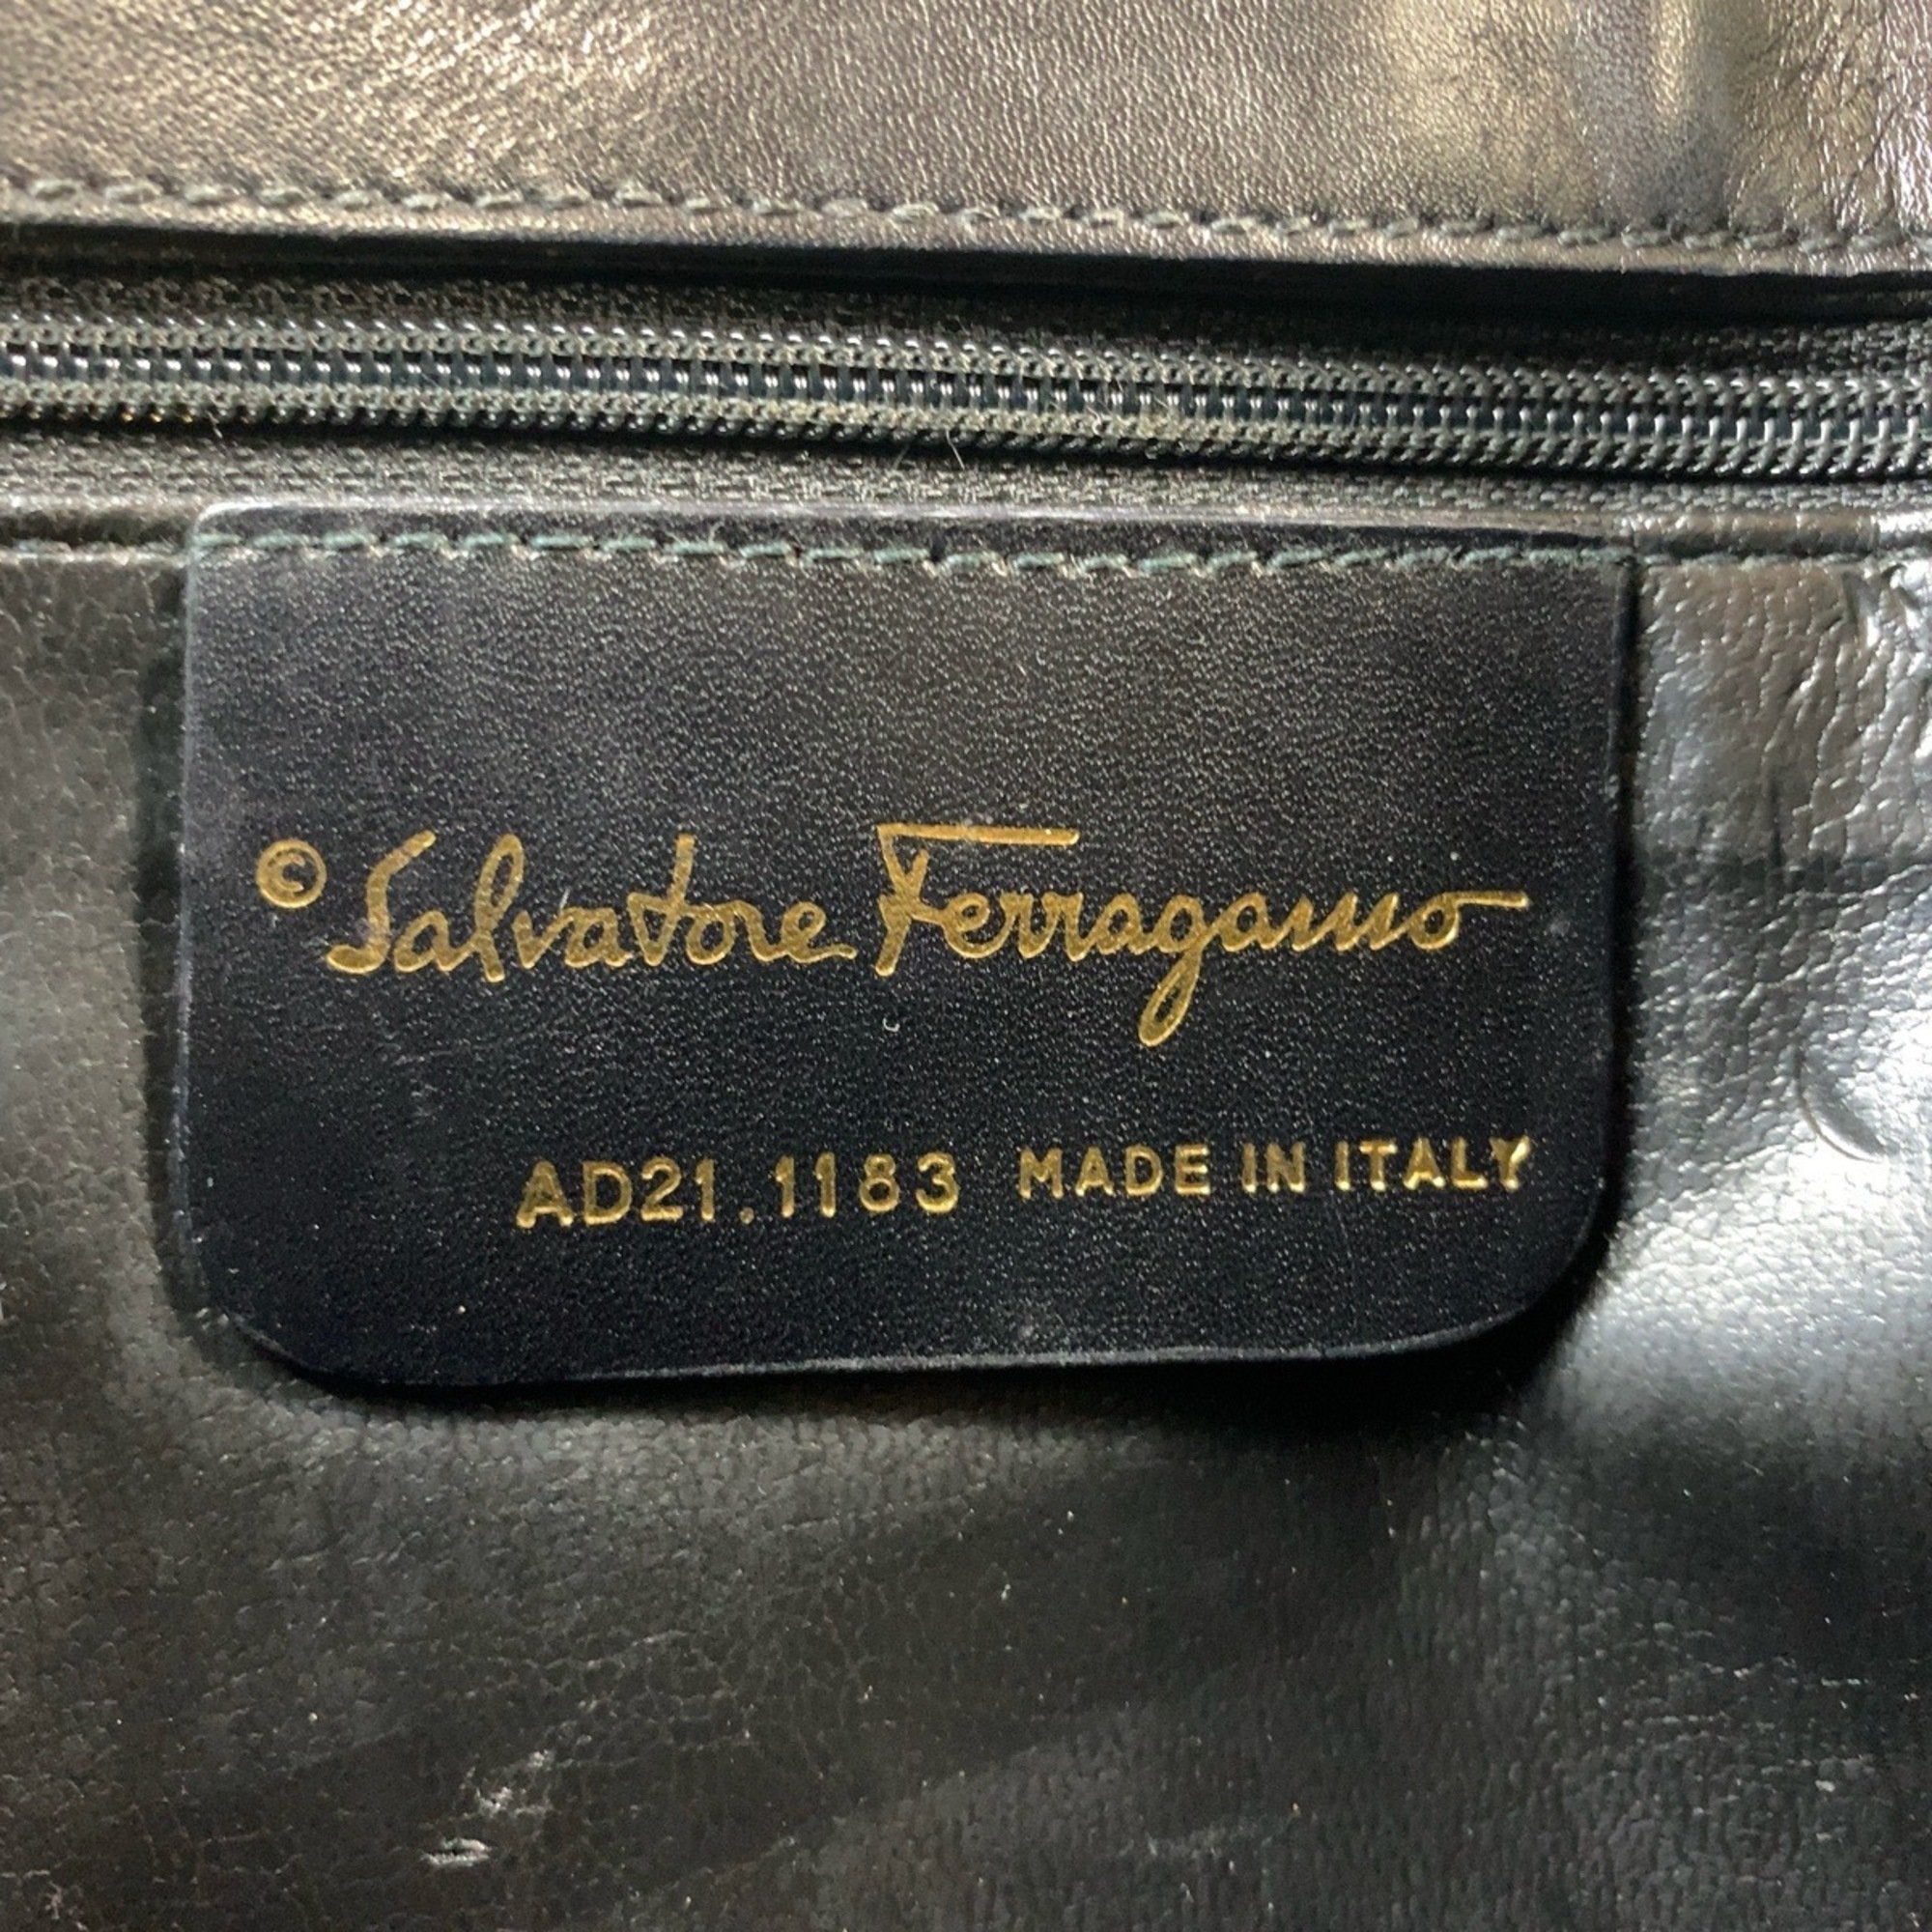 © Salvatore Ferragamo
AD21.1183 MADE IN ITALY